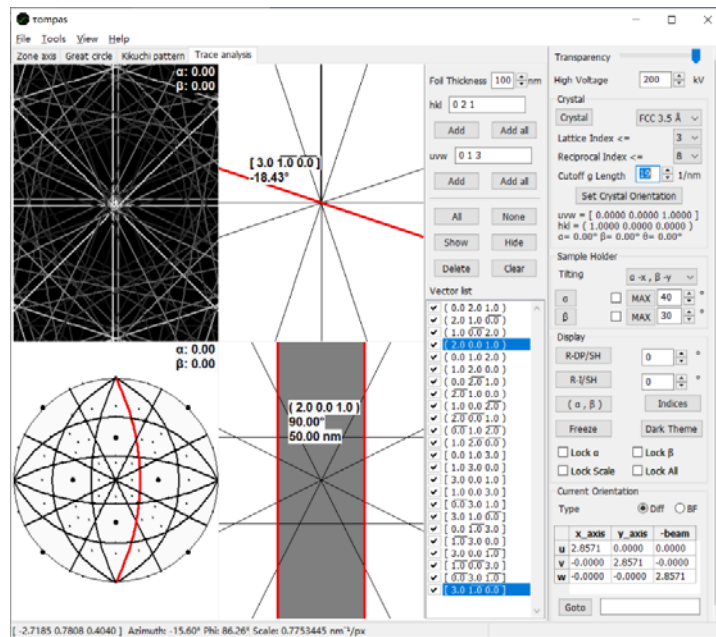 τompas
File Tools View Help
Zone axis Great circle Kikuchi pattern Trace analysis
α: 0.00
β: 0.00
[ 3.0 1.0 0.0 ]
-18.43°
α: 0.00
β: 0.00
( 2.0 0.0 1.0 )
90.00°
50.00 nm
Foil Thickness 100 nm
hkl 0 2 1
Add Add all
uvw 0 1 3
Add Add all
All None
Show Hide
Delete Clear
Vector list
( 0.0 2.0 1.0 )
( 2.0 1.0 0.0 )
( 1.0 0.0 2.0 )
( 2.0 0.0 1.0 )
( 0.0 1.0 2.0 )
( 1.0 2.0 0.0 )
( 0.0 2.0 1.0 )
( 2.0 1.0 0.0 )
( 1.0 0.0 2.0 )
( 2.0 0.0 1.0 )
( 0.0 1.0 2.0 )
( 1.0 2.0 0.0 )
[ 0.0 1.0 3.0 ]
[ 1.0 3.0 0.0 ]
[ 3.0 0.0 1.0 ]
[ 1.0 0.0 3.0 ]
[ 0.0 3.0 1.0 ]
[ 3.0 1.0 0.0 ]
[ 0.0 1.0 3.0 ]
[ 1.0 3.0 0.0 ]
[ 3.0 0.0 1.0 ]
[ 1.0 0.0 3.0 ]
[ 0.0 3.0 1.0 ]
[ 3.0 1.0 0.0 ]
Transparency
High Voltage 200 kV
Crystal
Crystal FCC 3.5 Å
Lattice Index <= 3
Reciprocal Index <= 8
Cutoff g Length 19 1/nm
Set Crystal Orientation
uvw = [ 0.0000 0.0000 1.0000 ]
hkl = ( 1.0000 0.0000 0.0000 )
α= 0.00° β= 0.00° θ= 0.00°
Sample Holder
Tilting α -x , β -y
α MAX 40 °
β MAX 30 °
Display
R-DP/SH 0 °
R-I/SH 0 °
( α , β ) Indices
Freeze Dark Theme
Lock α Lock β
Lock Scale Lock All
Current Orientation
Type Diff BF
x_axis y_axis -beam
u 2.8571 0.0000 0.0000
v -0.0000 2.8571 0.0000
w -0.0000 -0.0000 2.8571
Goto
[ -2.7185 0.7808 0.4040 ] Azimuth: -15.60° Phi: 86.26° Scale: 0.7753445 nm⁻¹/px